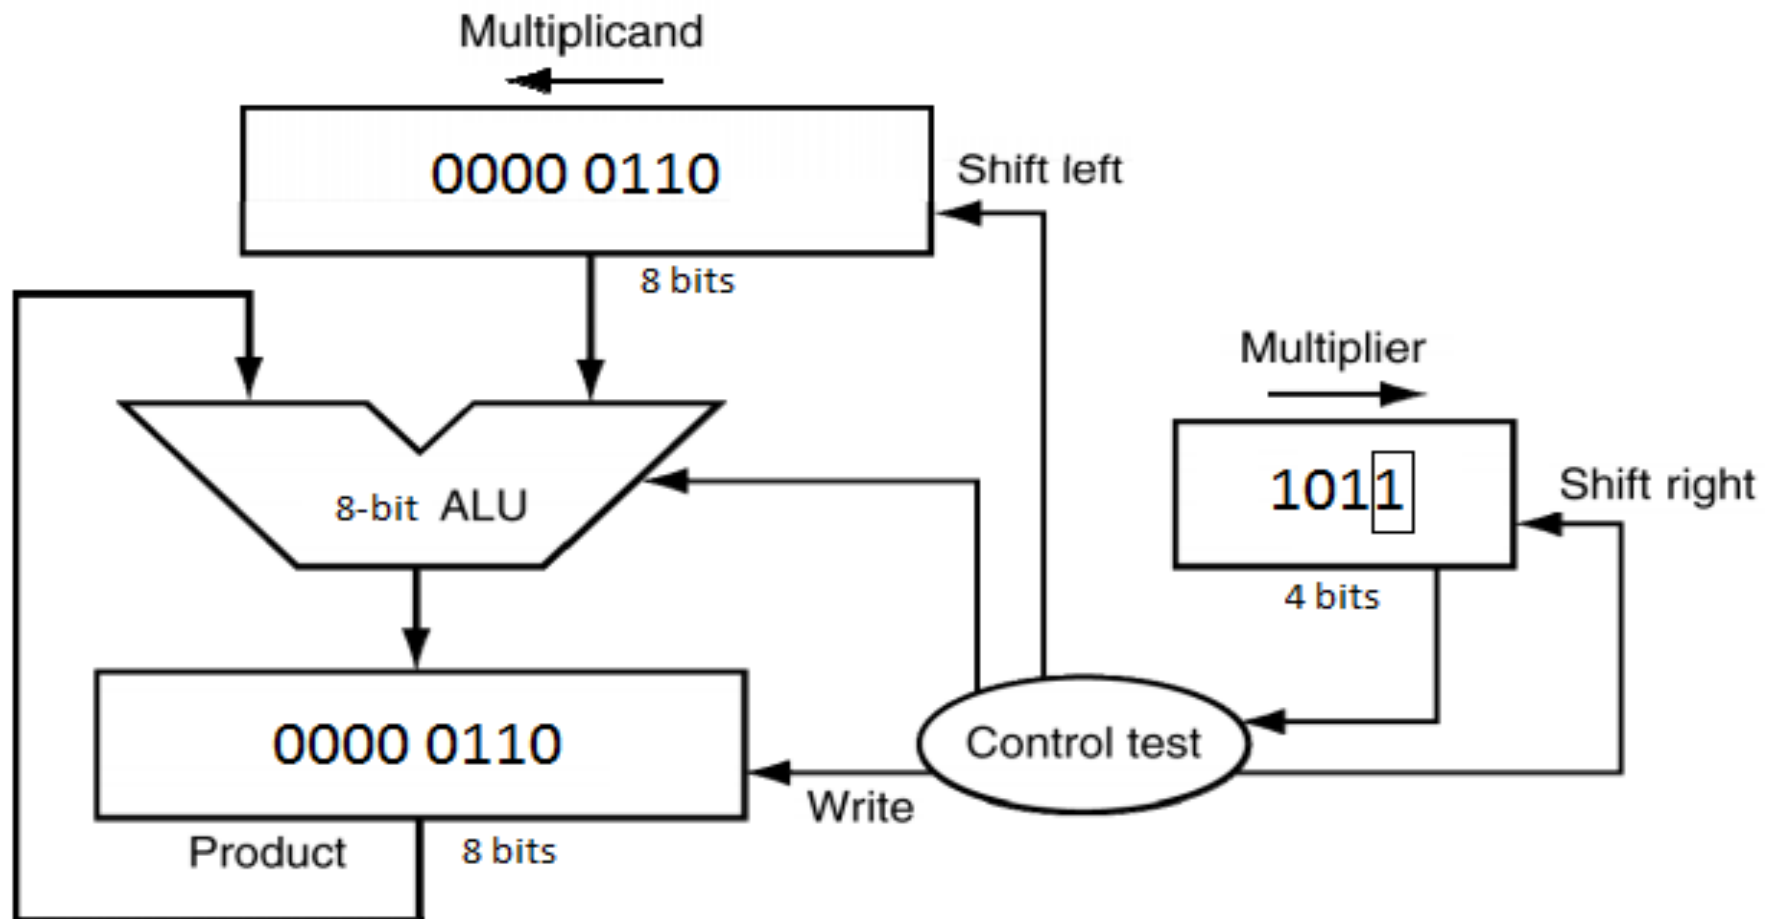 Multiplicand
0000 0110
Shift left
8 bits
Multiplier
1011
Shift right
8-bit ALU
4 bits
0000 0110
Control test
Write
Product
8 bits